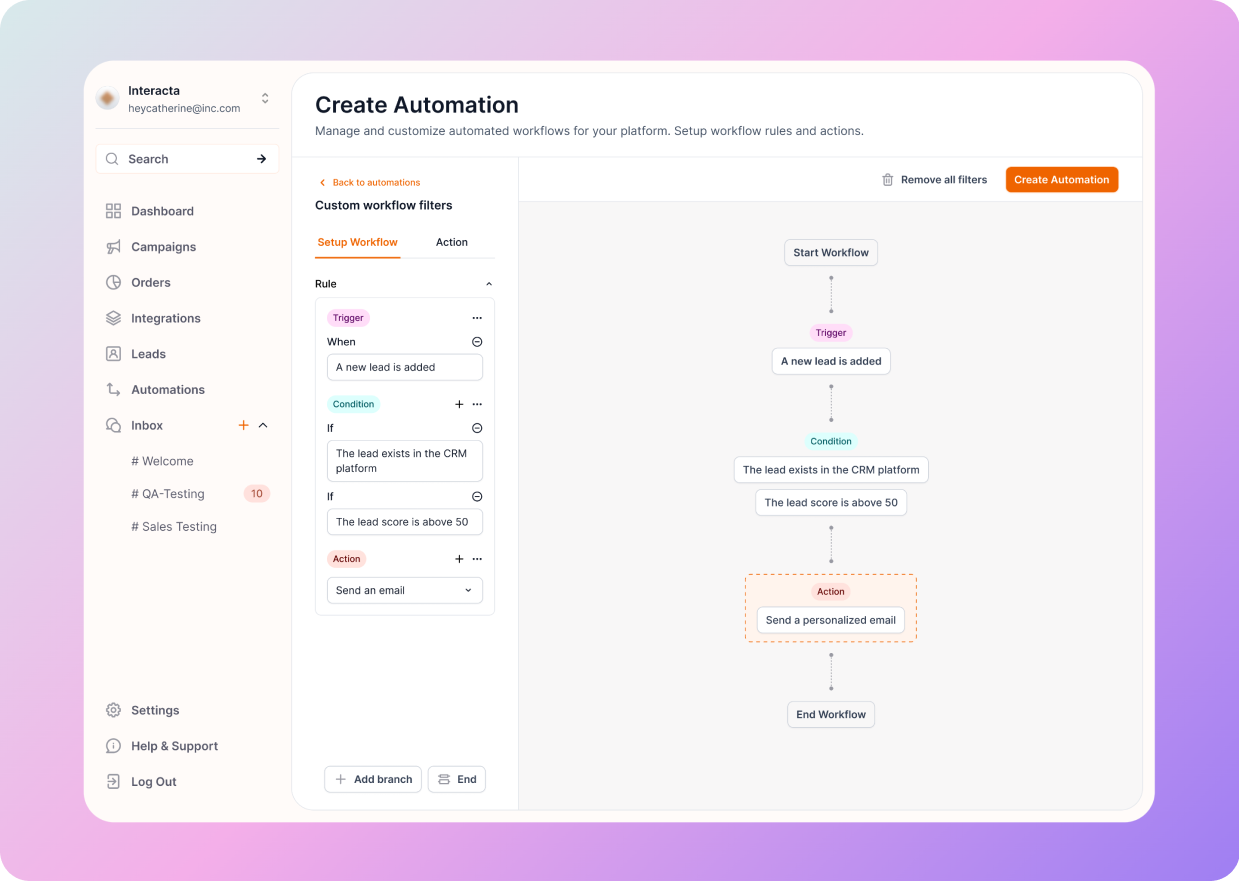 Interacta
heycatherine@inc.com
Search
Dashboard
Campaigns
Orders
Integrations
Leads
Automations
Inbox
# Welcome
# QA-Testing 10
# Sales Testing
Settings
Help & Support
Log Out
Create Automation
Manage and customize automated workflows for your platform. Setup workflow rules and actions.
Back to automations
Custom workflow filters
Setup Workflow Action
Rule
Trigger
When
A new lead is added
Condition
If
The lead exists in the CRM
platform
If
The lead score is above 50
Action
Send an email
Add branch End
Remove all filters Create Automation
Start Workflow
Trigger
A new lead is added
Condition
The lead exists in the CRM platform
The lead score is above 50
Action
Send a personalized email
End Workflow